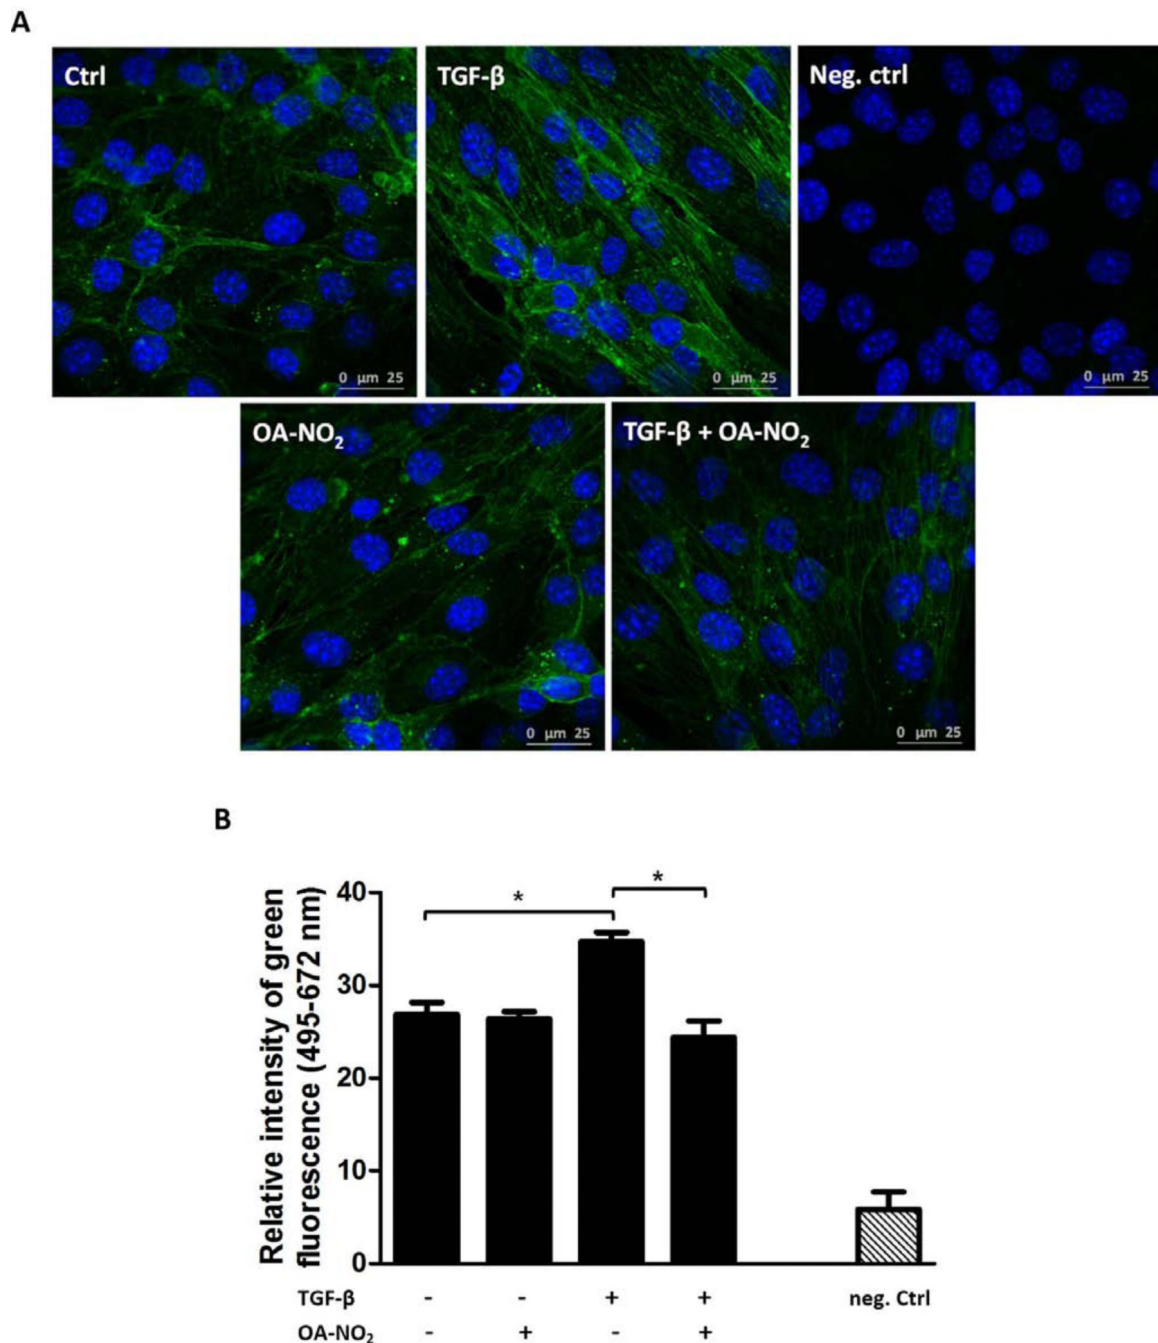 A
Ctrl
TGF-β
Neg. ctrl
0 μm 25
0 μm 25
0 μm 25
OA-NO₂
TGF-β + OA-NO₂
0 μm 25
0 μm 25
B
Relative intensity of green
fluorescence (495-672 nm)
40
30
20
10
0
*
*
TGF-β - - + + neg. Ctrl
OA-NO₂ - + - +